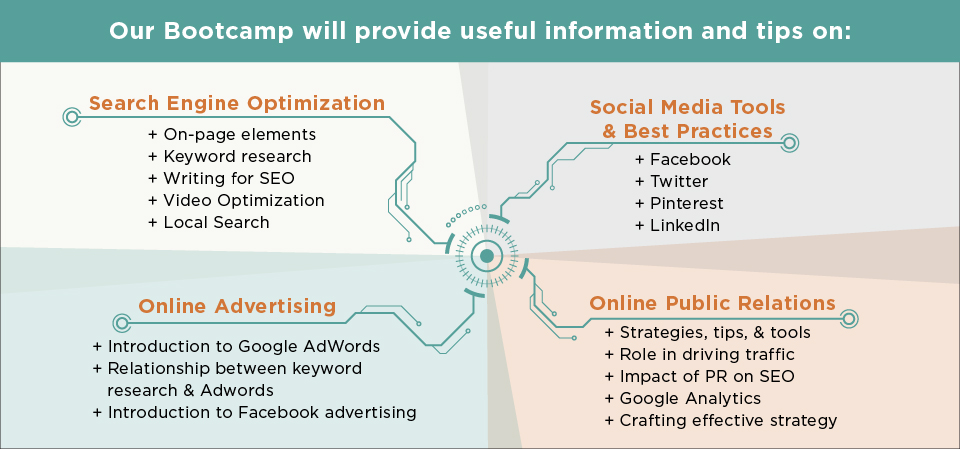 Our Bootcamp will provide useful information and tips on:
Search Engine Optimization
+ On-page elements
+ Keyword research
+ Writing for SEO
+ Video Optimization
+ Local Search
Social Media Tools
& Best Practices
+ Facebook
+ Twitter
+ Pinterest
+ LinkedIn
Online Advertising
+ Introduction to Google AdWords
+ Relationship between keyword
research & Adwords
+ Introduction to Facebook advertising
Online Public Relations
+ Strategies, tips, & tools
+ Role in driving traffic
+ Impact of PR on SEO
+ Google Analytics
+ Crafting effective strategy